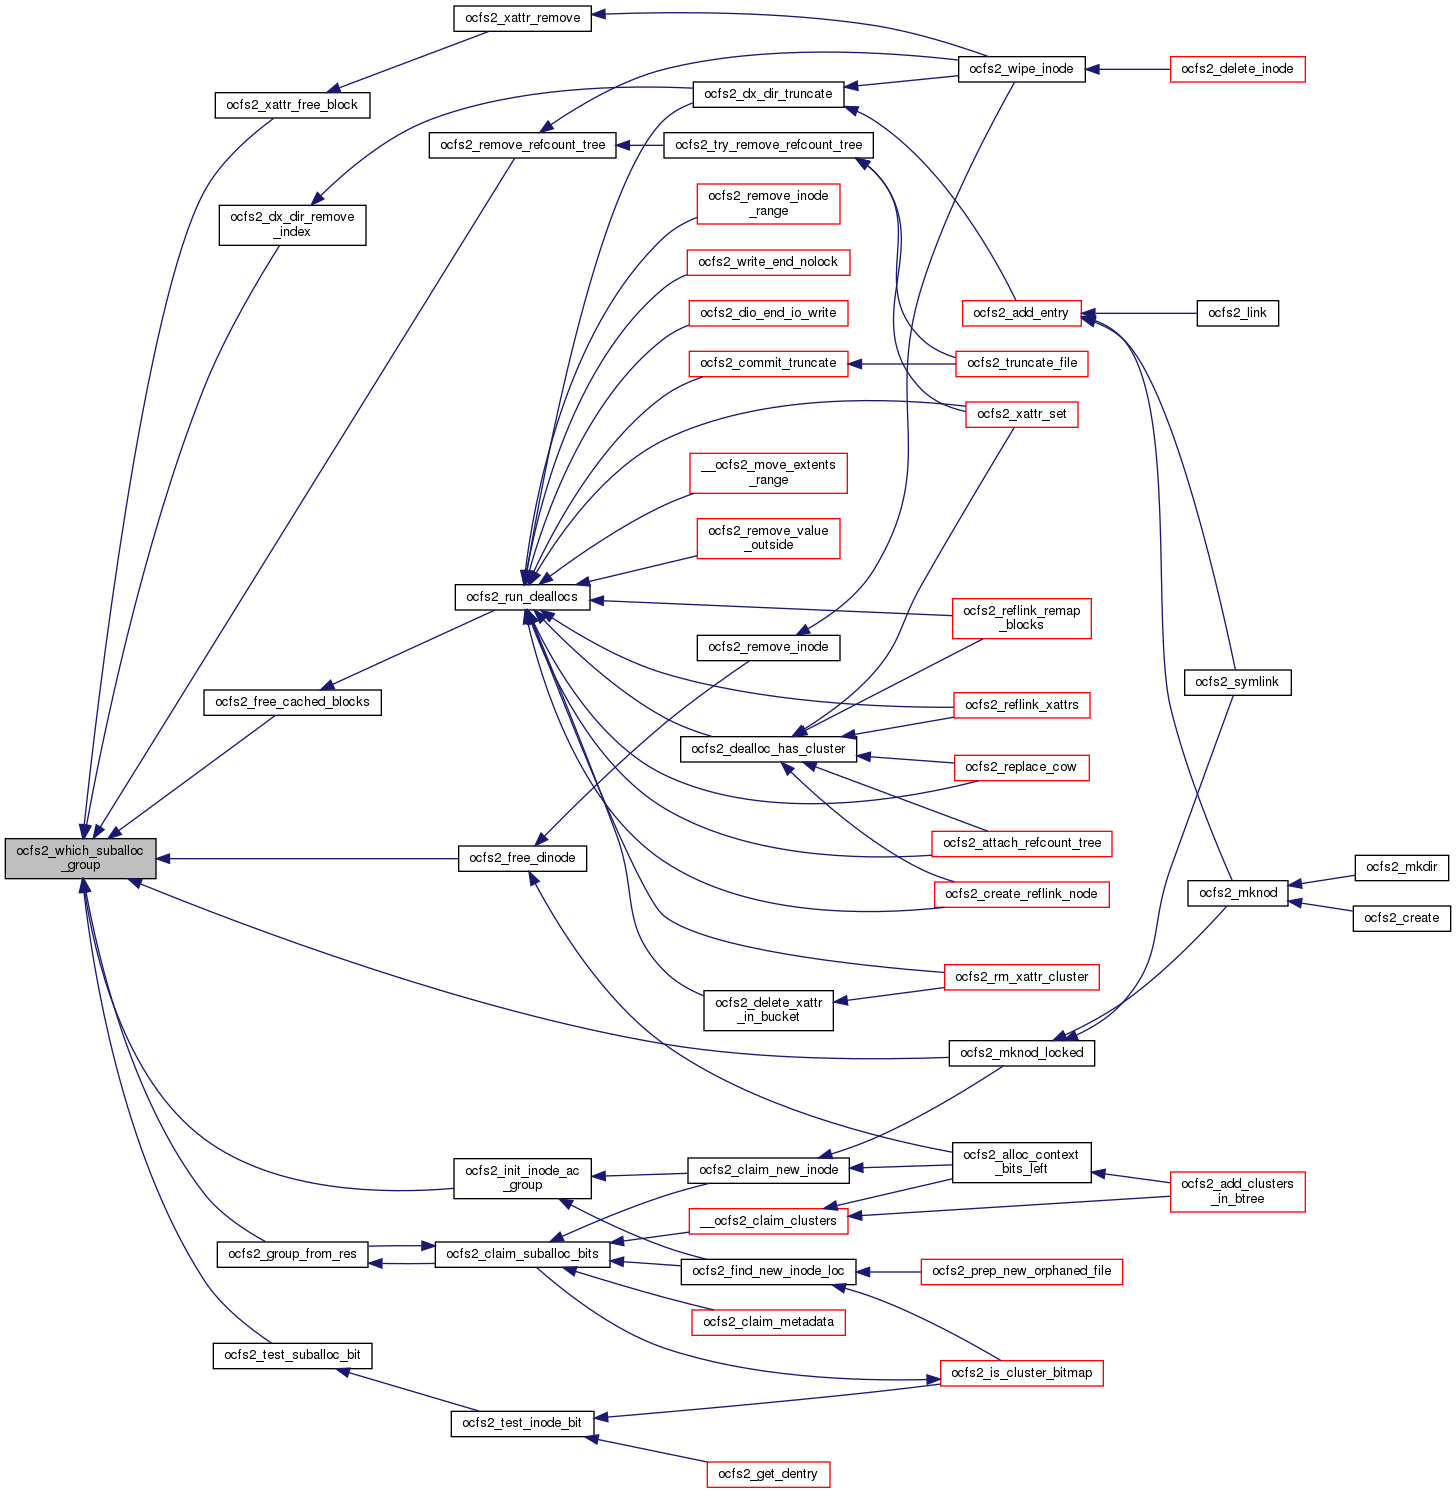 ocfs2_xattr_remove
ocfs2_wipe_inode
ocfs2_delete_inode
ocfs2_dx_dir_truncate
ocfs2_xattr_free_block
ocfs2_remove_refcount_tree
ocfs2_try_remove_refcount_tree
ocfs2_remove_inode
_range
ocfs2_dx_dir_remove
_index
ocfs2_write_end_nolock
ocfs2_dio_end_io_write
ocfs2_add_entry
ocfs2_link
ocfs2_commit_truncate
ocfs2_truncate_file
ocfs2_xattr_set
__ocfs2_move_extents
_range
ocfs2_remove_value
_outside
ocfs2_run_deallocs
ocfs2_reflink_remap
_blocks
ocfs2_remove_inode
ocfs2_symlink
ocfs2_free_cached_blocks
ocfs2_reflink_xattrs
ocfs2_dealloc_has_cluster
ocfs2_replace_cow
ocfs2_attach_refcount_tree
ocfs2_which_suballoc
_group
ocfs2_free_dinode
ocfs2_mkdir
ocfs2_create_reflink_node
ocfs2_mknod
ocfs2_create
ocfs2_rm_xattr_cluster
ocfs2_delete_xattr
_in_bucket
ocfs2_mknod_locked
ocfs2_alloc_context
_bits_left
ocfs2_init_inode_ac
_group
ocfs2_claim_new_inode
ocfs2_add_clusters
_in_btree
__ocfs2_claim_clusters
ocfs2_group_from_res
ocfs2_claim_suballoc_bits
ocfs2_find_new_inode_loc
ocfs2_prep_new_orphaned_file
ocfs2_claim_metadata
ocfs2_test_suballoc_bit
ocfs2_is_cluster_bitmap
ocfs2_test_inode_bit
ocfs2_get_dentry